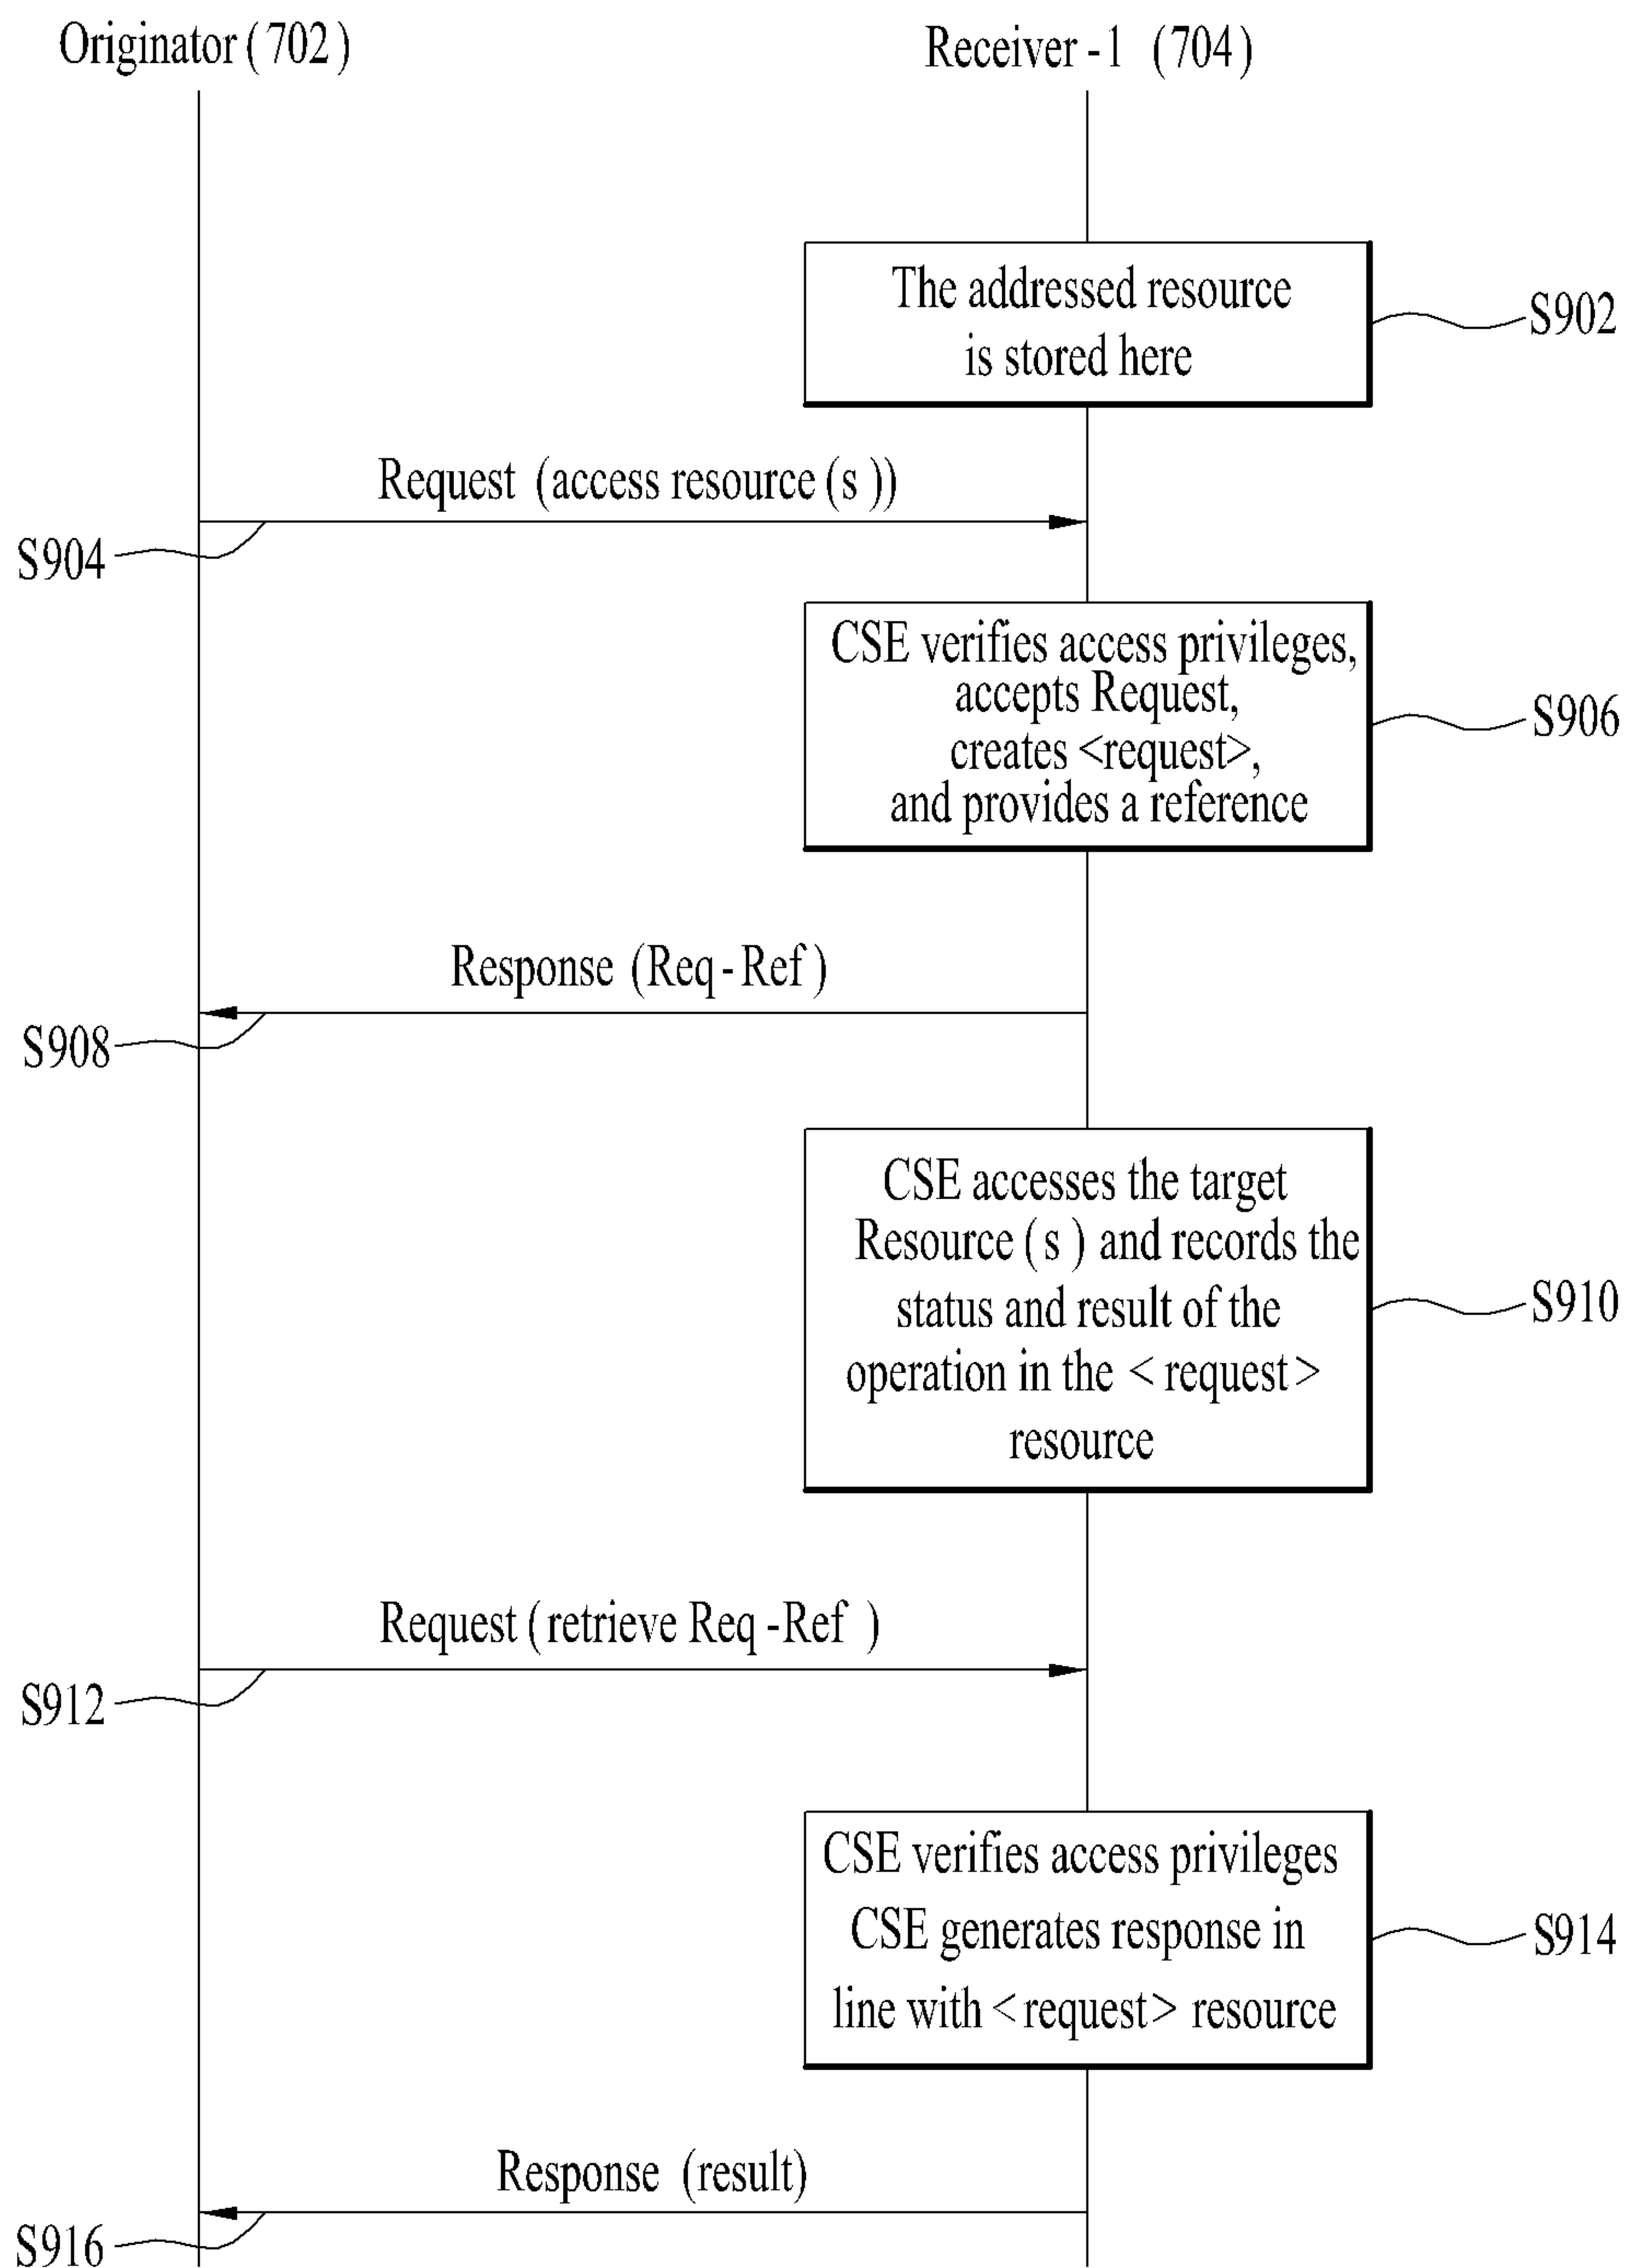 Originator (702)
Receiver-1 (704)
The addressed resource
is stored here
S902
Request (access resource(s))
S904
CSE verifies access privileges,
accepts Request,
creates <request>,
and provides a reference
S906
Response (Req-Ref)
S908
CSE accesses the target
Resource(s) and records the
status and result of the
operation in the <request>
resource
S910
Request (retrieve Req-Ref)
S912
CSE verifies access privileges
CSE generates response in
line with <request> resource
S914
Response (result)
S916